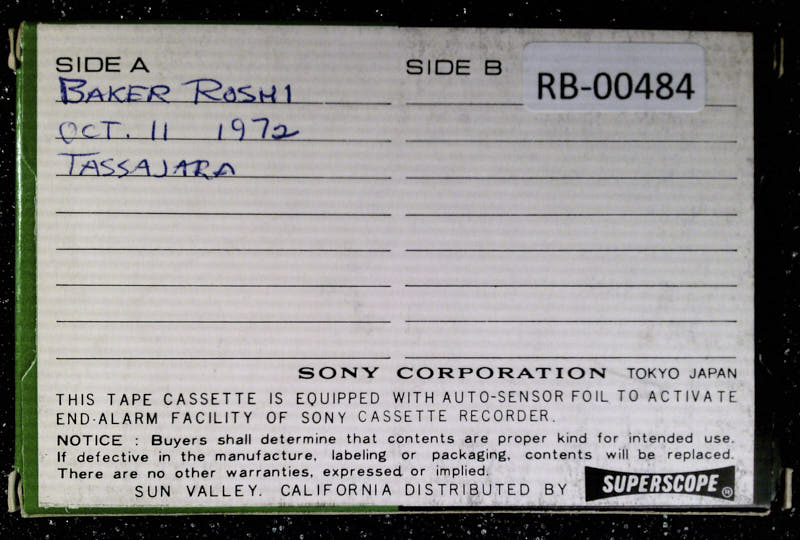 SIDE A
BAKER ROSHI
OCT. 11 1972
TASSAJARA
SIDE B
RB-00484
SONY CORPORATION TOKYO JAPAN
THIS TAPE CASSETTE IS EQUIPPED WITH AUTO-SENSOR FOIL TO ACTIVATE
END-ALARM FACILITY OF SONY CASSETTE RECORDER.
NOTICE : Buyers shall determine that contents are proper kind for intended use.
If defective in the manufacture, labeling or packaging, contents will be replaced.
There are no other warranties, expressed or implied.
SUN VALLEY. CALIFORNIA DISTRIBUTED BY SUPERSCOPE®